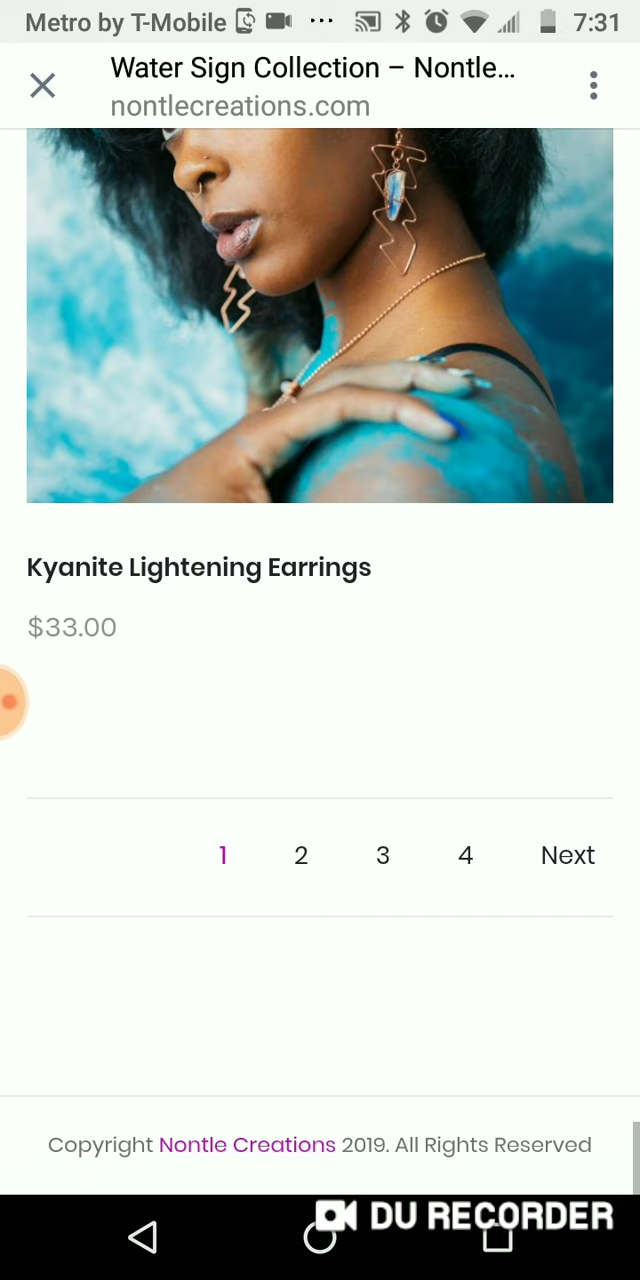 Metro by T-Mobile ... 7:31
Water Sign Collection – Nontle...
nontlecreations.com
Kyanite Lightening Earrings
$33.00
1 2 3 4 Next
Copyright Nontle Creations 2019. All Rights Reserved
DU RECORDER